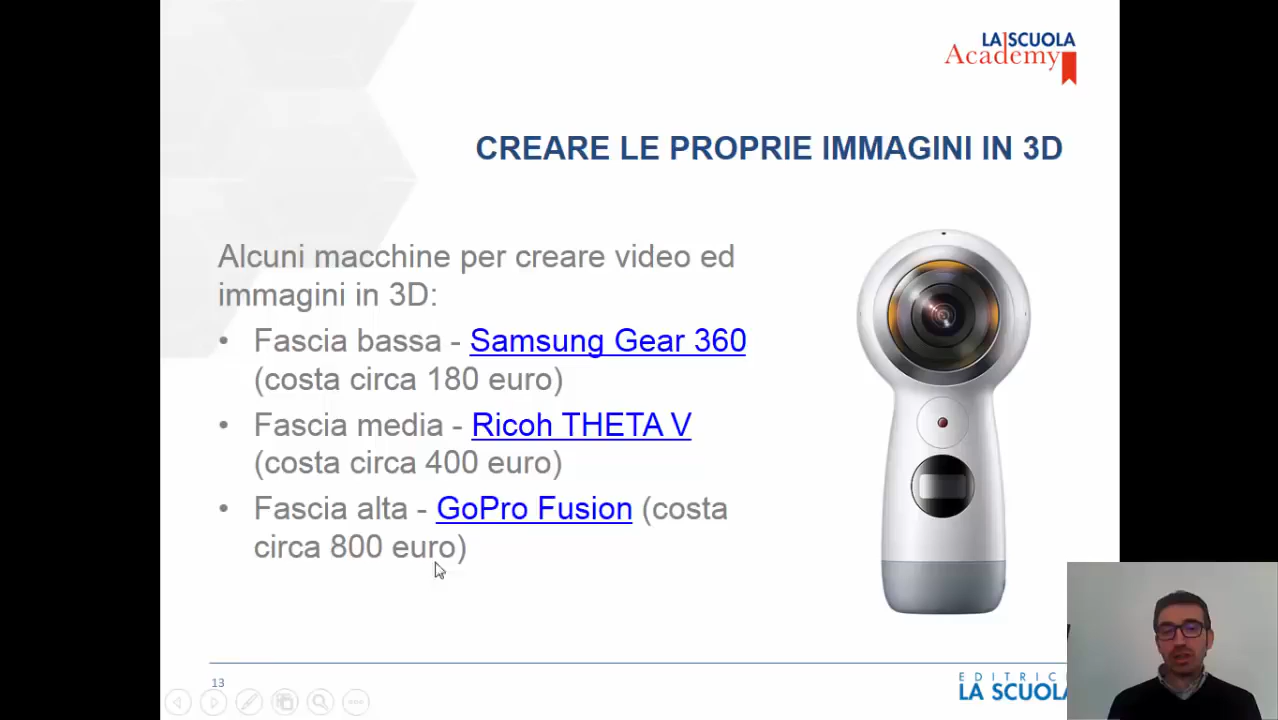 LA SCUOLA
Academy
CREARE LE PROPRIE IMMAGINI IN 3D
Alcuni macchine per creare video ed
immagini in 3D:
• Fascia bassa - Samsung Gear 360
(costa circa 180 euro)
• Fascia media - Ricoh THETA V
(costa circa 400 euro)
• Fascia alta - GoPro Fusion (costa
circa 800 euro)
13
EDITRIC
LA SCUOLA